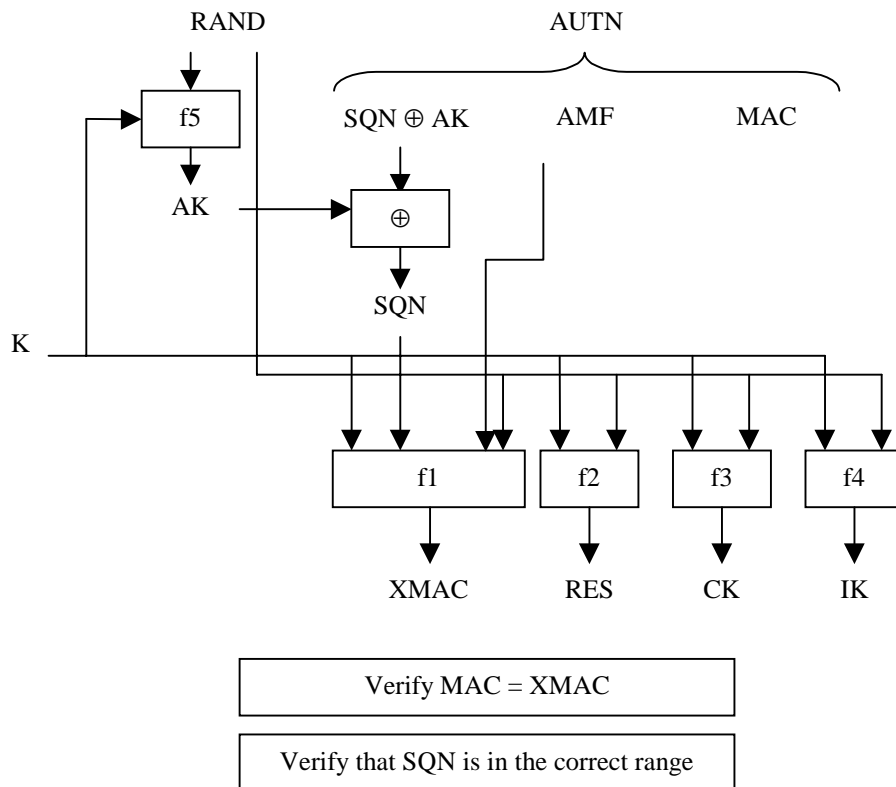 RAND AUTN
f5 SQN ⊕ AK AMF MAC
AK ⊕
SQN
K
f1 f2 f3 f4
XMAC RES CK IK
Verify MAC = XMAC
Verify that SQN is in the correct range